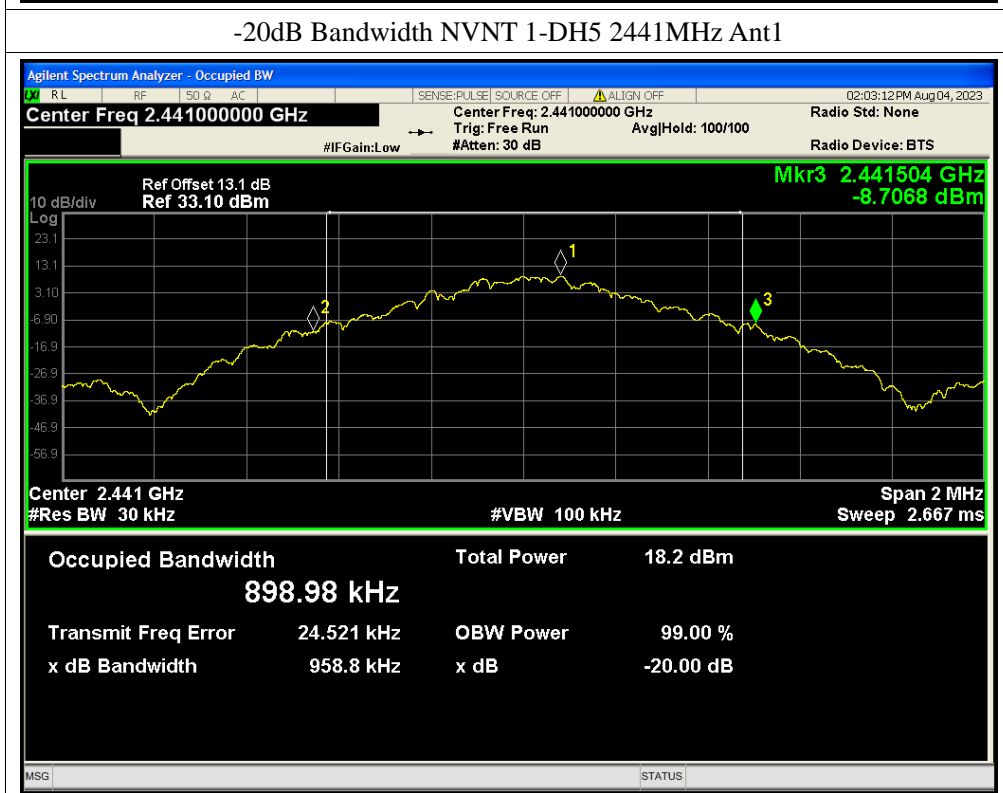 -20dB Bandwidth NVNT 1-DH5 2441MHz Ant1
Agilent Spectrum Analyzer - Occupied BW
LXI RL RF 50 Ω AC SENSE:PULSE SOURCE OFF ALIGN OFF 02:03:12 PM Aug 04, 2023
Center Freq 2.441000000 GHz Center Freq: 2.441000000 GHz Radio Std: None
Trig: Free Run Avg|Hold: 100/100
#IFGain:Low #Atten: 30 dB Radio Device: BTS
Mkr3 2.441504 GHz
-8.7068 dBm
Ref Offset 13.1 dB
10 dB/div Ref 33.10 dBm
Log
23.1
13.1
3.10
-6.90
-16.9
-26.9
-36.9
-46.9
-56.9
1
2
3
Center 2.441 GHz Span 2 MHz
#Res BW 30 kHz #VBW 100 kHz Sweep 2.667 ms
Occupied Bandwidth Total Power 18.2 dBm
898.98 kHz
Transmit Freq Error 24.521 kHz OBW Power 99.00 %
x dB Bandwidth 958.8 kHz x dB -20.00 dB
MSG STATUS